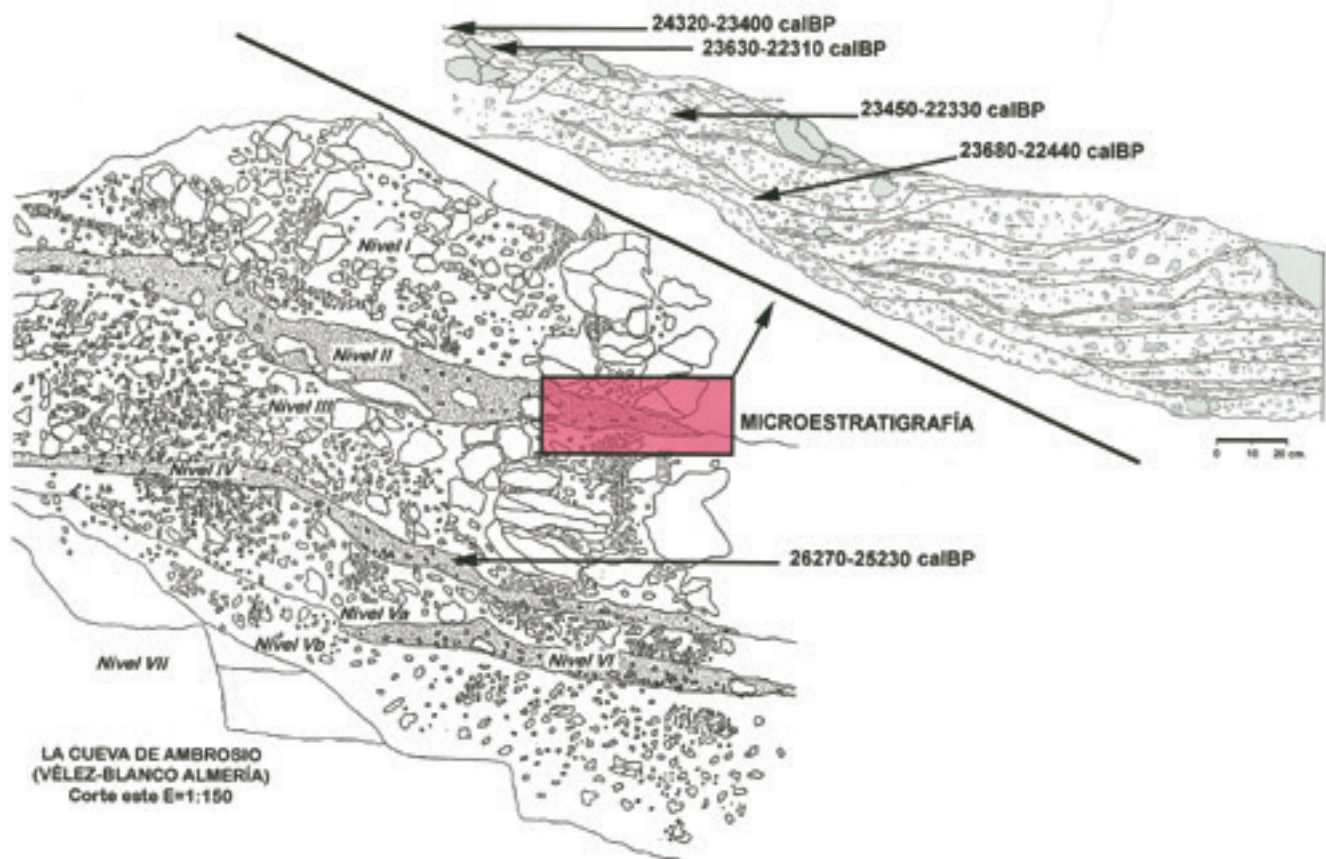 24320-23400 calBP
23630-22310 calBP
23450-22330 calBP
23680-22440 calBP
Nivel I
Nivel II
Nivel III
MICROESTRATIGRAFÍA
0 10 20 cm.
Nivel IV
26270-25230 calBP
Nivel Va
Nivel Vb
Nivel VI
Nivel VII
LA CUEVA DE AMBROSIO
(VÉLEZ-BLANCO ALMERÍA)
Corte este E=1:150